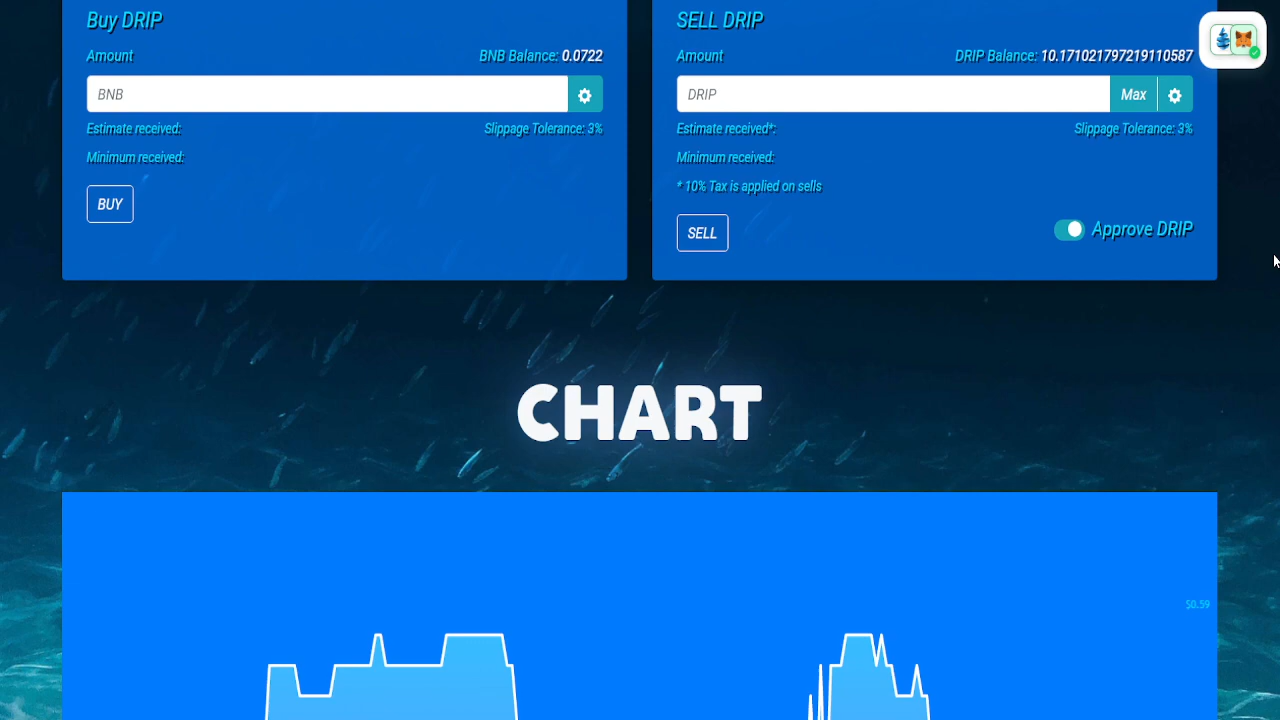 Buy DRIP
Amount
BNB Balance: 0.0722
BNB
Estimate received:
Slippage Tolerance: 3%
Minimum received:
BUY
SELL DRIP
Amount
DRIP Balance: 10.171021797219110587
DRIP
Max
Estimate received*:
Slippage Tolerance: 3%
Minimum received:
* 10% Tax is applied on sells
SELL
Approve DRIP
CHART
$0.59